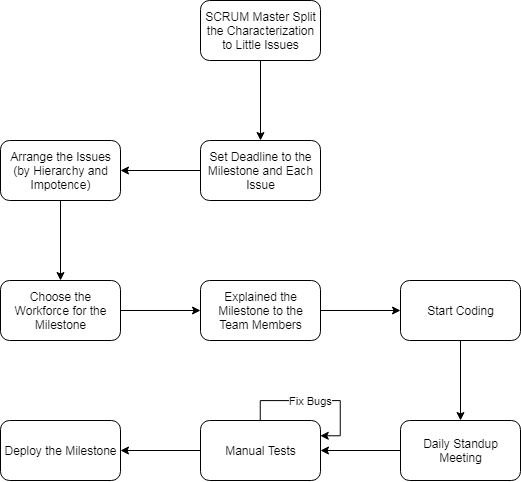 SCRUM Master Split
the Characterization
to Little Issues
Arrange the Issues
(by Hierarchy and
Impotence)
Set Deadline to the
Milestone and Each
Issue
Choose the
Workforce for the
Milestone
Explained the
Milestone to the
Team Members
Start Coding
Fix Bugs
Deploy the Milestone
Manual Tests
Daily Standup
Meeting